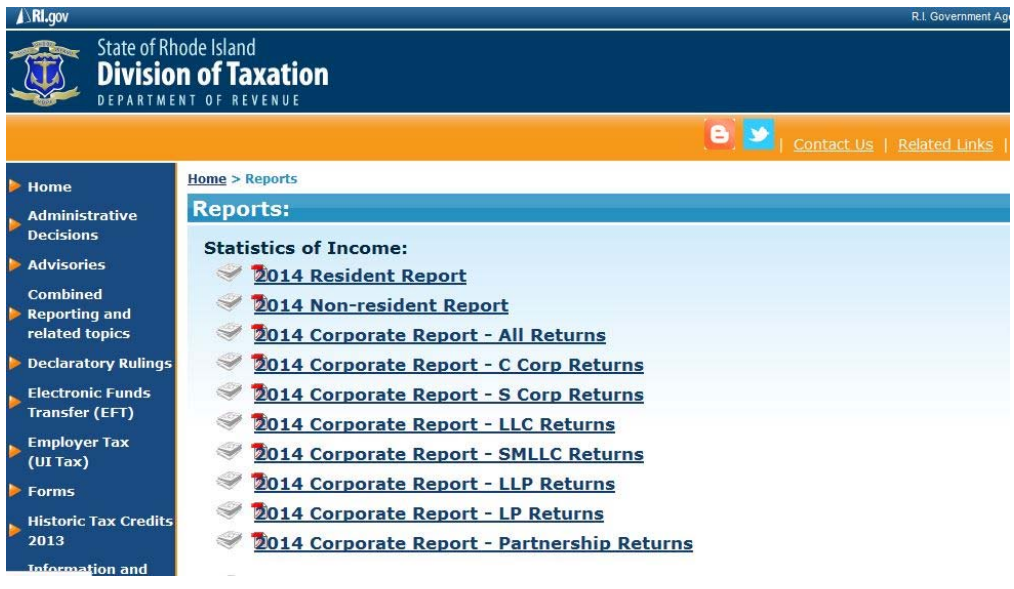 RI.gov
R.I. Government Age
State of Rhode Island
Division of Taxation
DEPARTMENT OF REVENUE
| Contact Us | Related Links |
Home
Administrative
Decisions
Advisories
Combined
Reporting and
related topics
Declaratory Rulings
Electronic Funds
Transfer (EFT)
Employer Tax
(UI Tax)
Forms
Historic Tax Credits
2013
Information and
Home > Reports
Reports:
Statistics of Income:
2014 Resident Report
2014 Non-resident Report
2014 Corporate Report - All Returns
2014 Corporate Report - C Corp Returns
2014 Corporate Report - S Corp Returns
2014 Corporate Report - LLC Returns
2014 Corporate Report - SMLLC Returns
2014 Corporate Report - LLP Returns
2014 Corporate Report - LP Returns
2014 Corporate Report - Partnership Returns